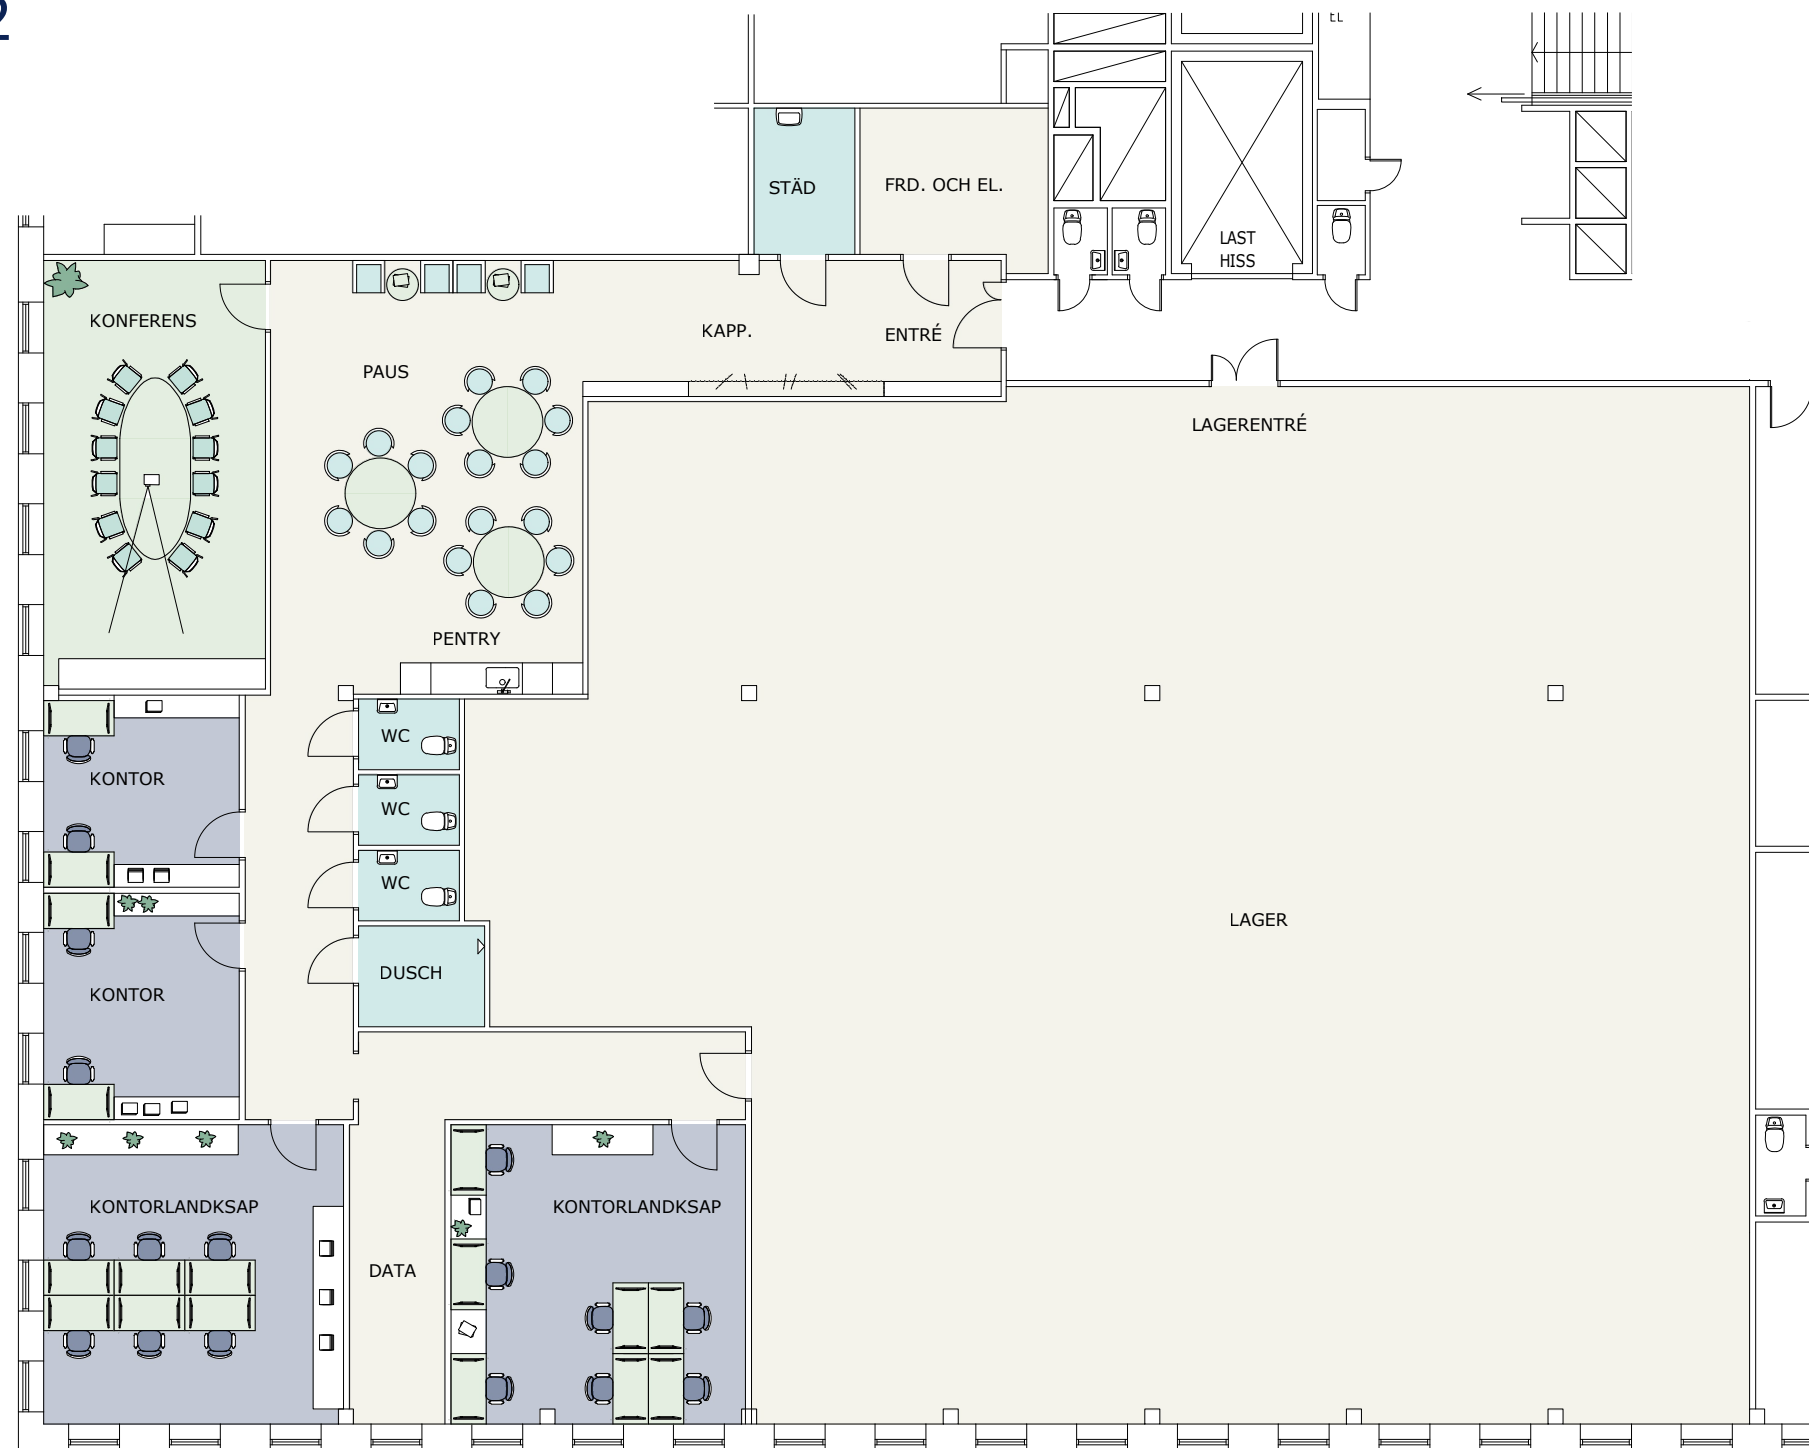 2
EL
STÄD
FRD. OCH EL.
LAST
HISS
KONFERENS
KAPP.
ENTRÉ
PAUS
LAGERENTRÉ
PENTRY
WC
KONTOR
WC
WC
LAGER
DUSCH
KONTOR
KONTORLANDKSAP
KONTORLANDKSAP
DATA